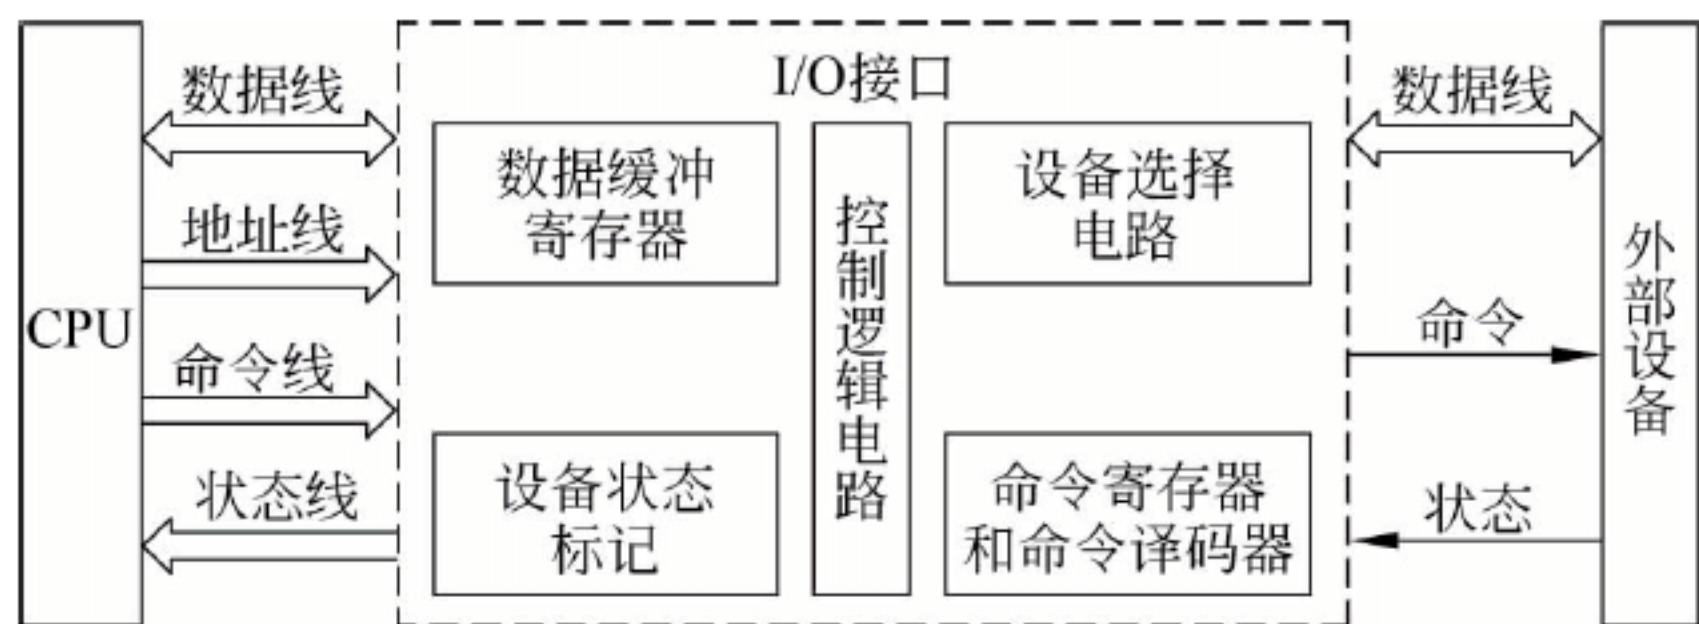 I/O接口
CPU
数据线
地址线
命令线
状态线
数据缓冲
寄存器
设备状态
标记
控制逻辑电路
设备选择
电路
命令寄存器
和命令译码器
数据线
命令
状态
外部设备